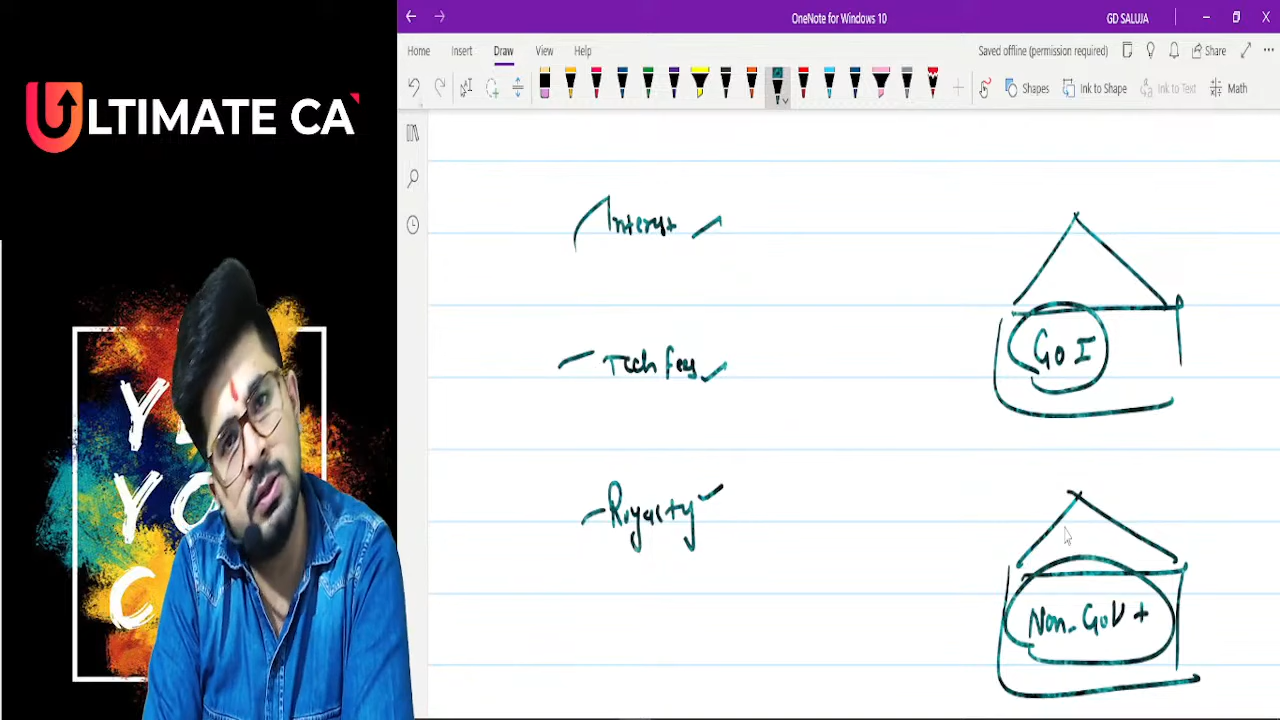 ULTIMATE CA
OneNote for Windows 10
GD SALUJA
Home
Insert
Draw
View
Help
Saved offline (permission required)
Share
Shapes
Ink to Shape
Ink to Text
Math
Interest
Tech fees
Royalty
GoI
Non-Govt
Y
YO
C